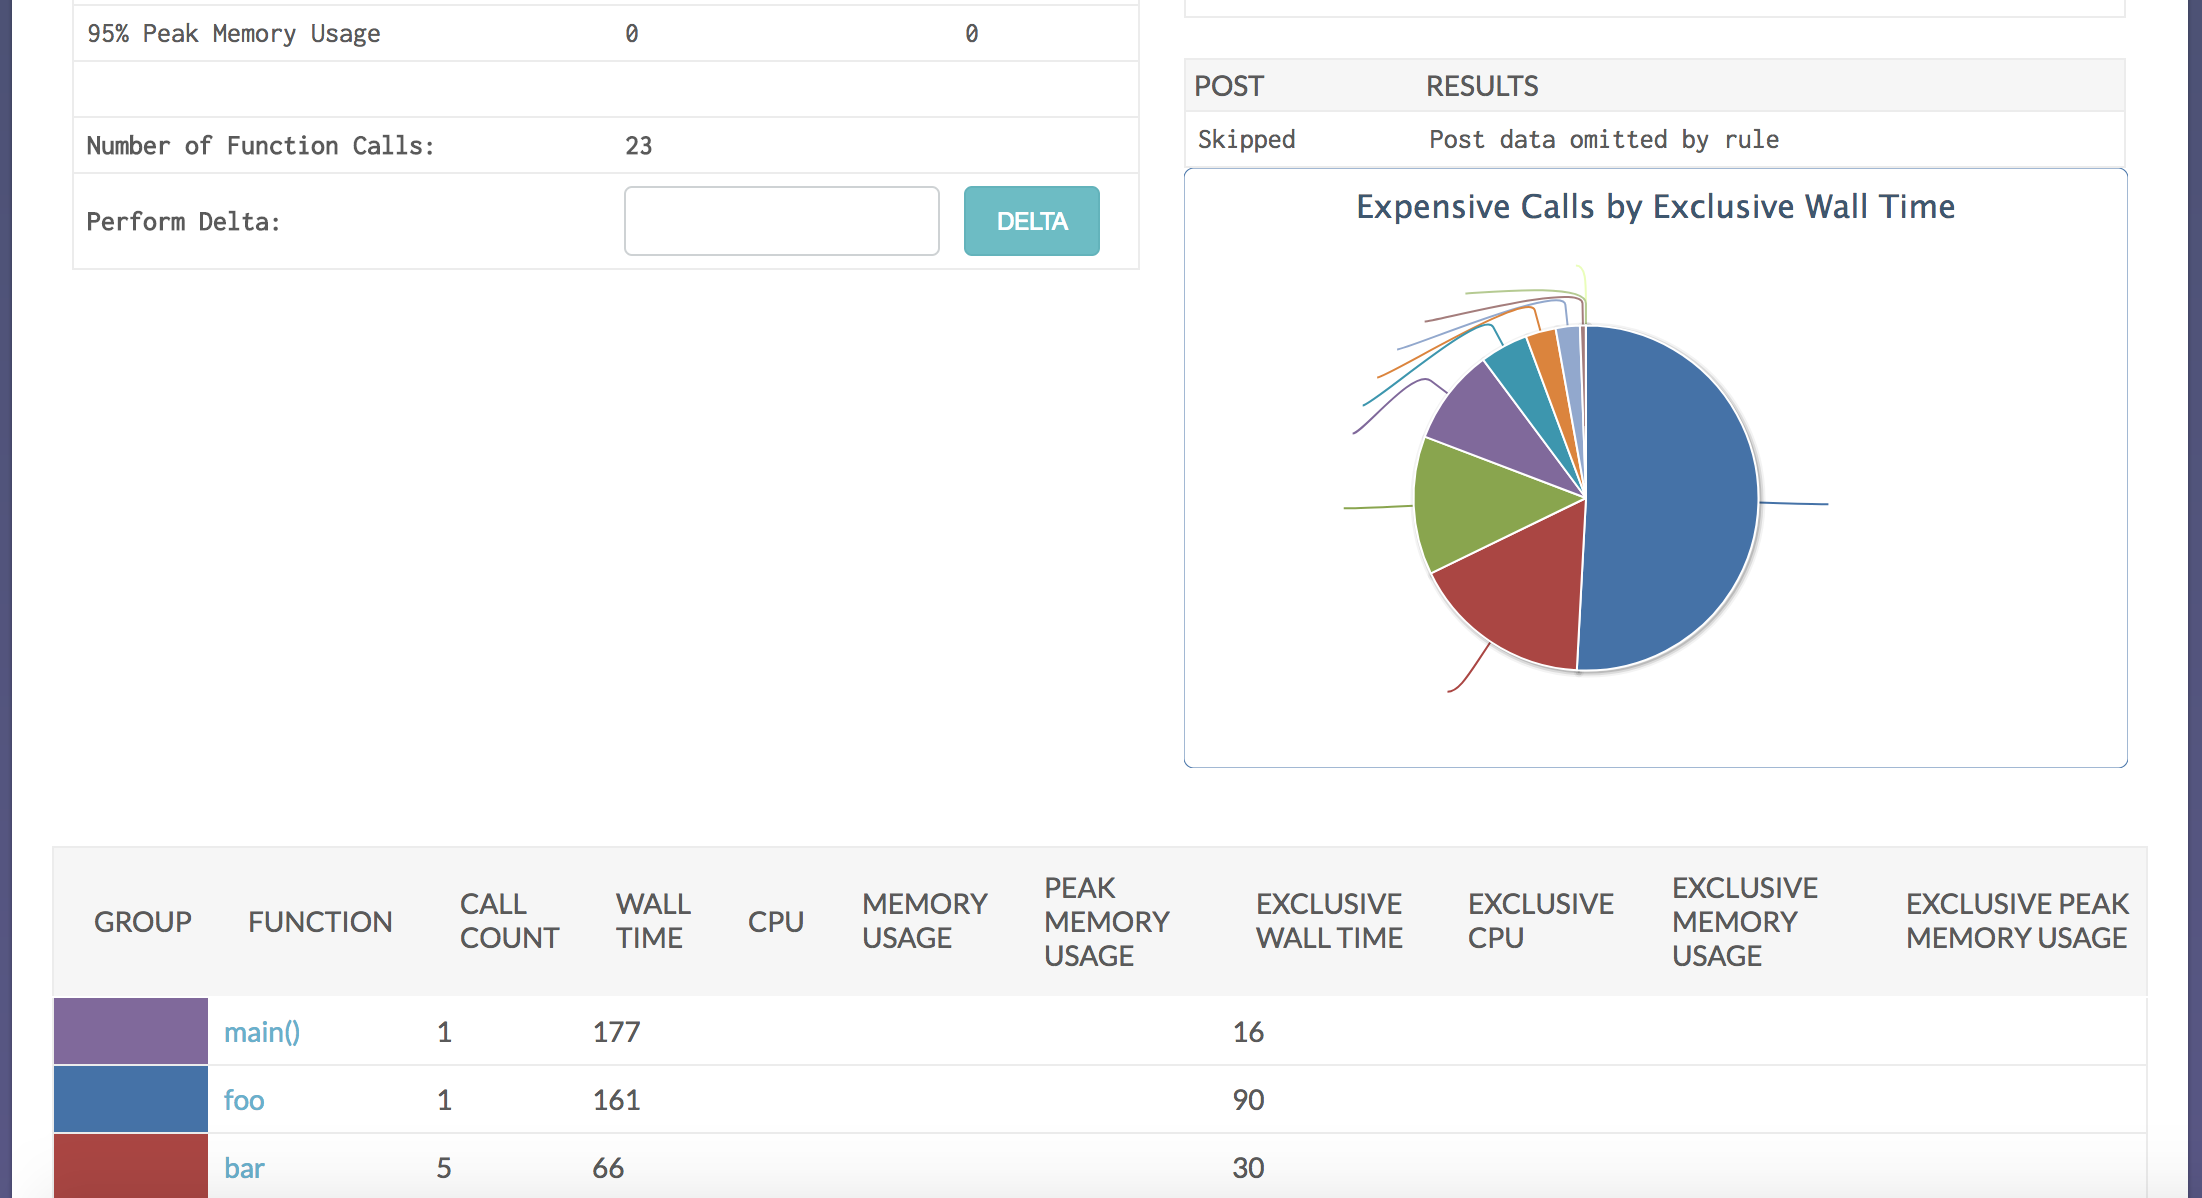 95% Peak Memory Usage 0 0
Number of Function Calls: 23
Perform Delta: DELTA
POST RESULTS
Skipped Post data omitted by rule
Expensive Calls by Exclusive Wall Time
GROUP FUNCTION CALL COUNT WALL TIME CPU MEMORY USAGE PEAK MEMORY USAGE EXCLUSIVE WALL TIME EXCLUSIVE CPU EXCLUSIVE MEMORY USAGE EXCLUSIVE PEAK MEMORY USAGE
main() 1 177 16
foo 1 161 90
bar 5 66 30